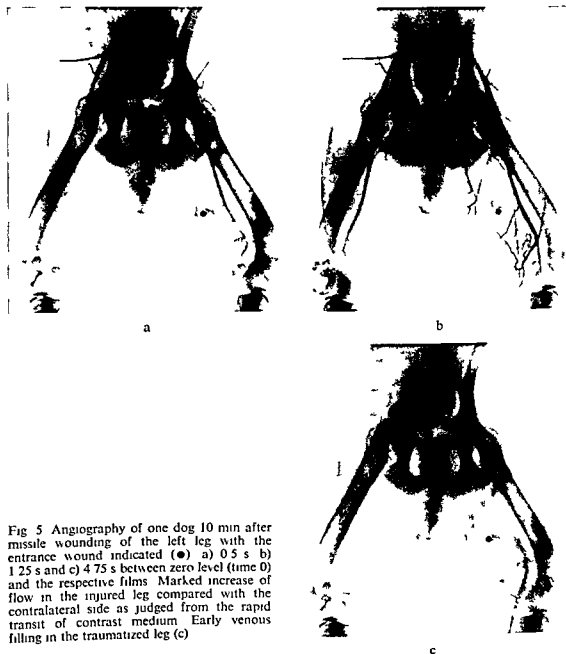 a
b
Fig 5 Angiography of one dog 10 min after
missile wounding of the left leg with the
entrance wound indicated (●) a) 0 5 s b)
1 25 s and c) 4 75 s between zero level (time 0)
and the respective films Marked increase of
flow in the injured leg compared with the
contralateral side as judged from the rapid
transit of contrast medium Early venous
filling in the traumatized leg (c)
c